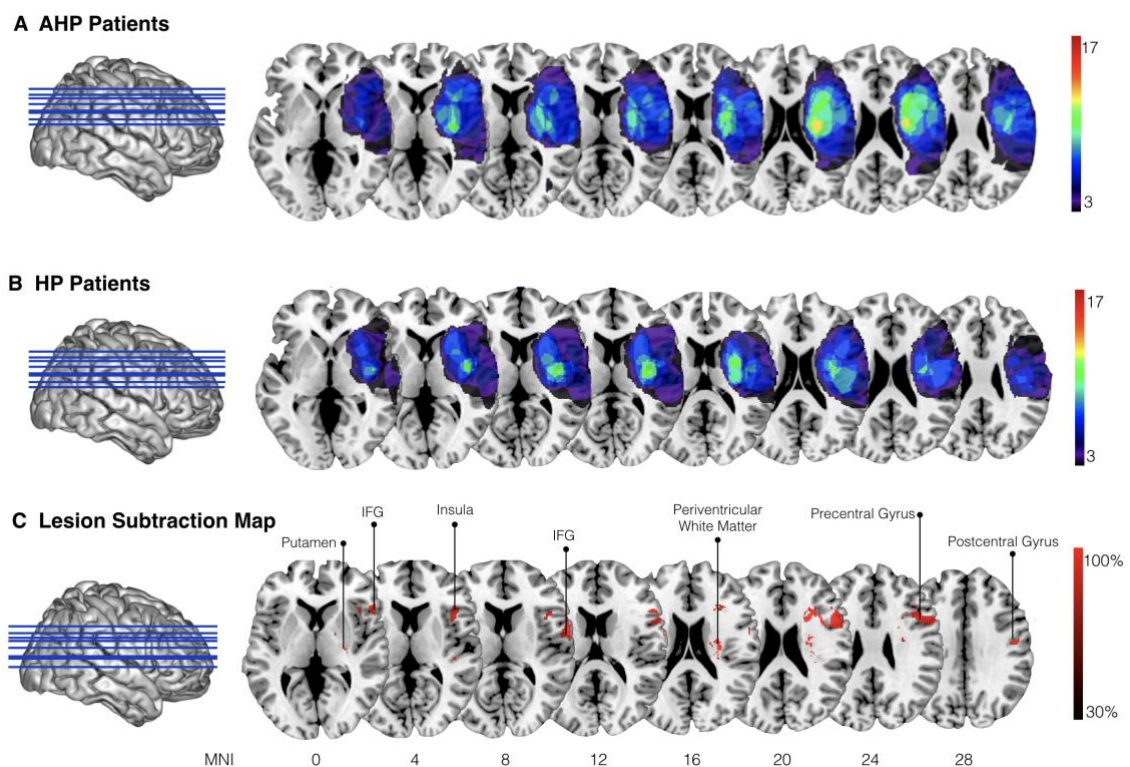 A AHP Patients
17
3
B HP Patients
17
3
C Lesion Subtraction Map
Putamen
IFG
Insula
IFG
Periventricular
White Matter
Precentral Gyrus
Postcentral Gyrus
100%
30%
MNI 0 4 8 12 16 20 24 28